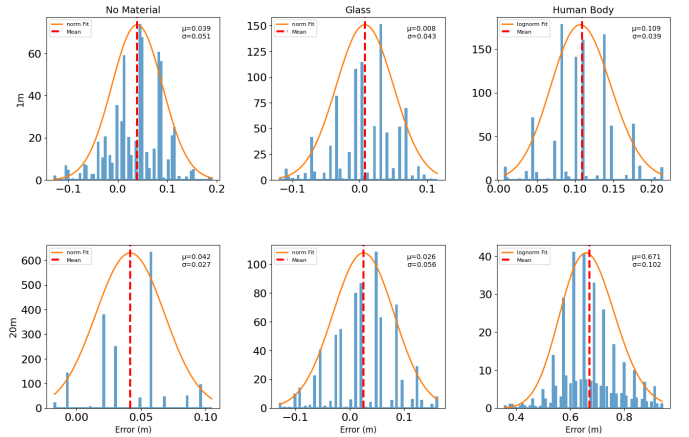 No Material
Glass
Human Body
norm Fit
Mean
μ=0.039
σ=0.051
norm Fit
Mean
μ=0.008
σ=0.043
lognorm Fit
Mean
μ=0.109
σ=0.039
1m
70
60
50
40
30
20
10
0
−0.1
0.0
0.1
0.2
150
125
100
75
50
25
0
−0.1
0.0
0.1
150
100
50
0
0.00
0.05
0.10
0.15
0.20
norm Fit
Mean
μ=0.042
σ=0.027
norm Fit
Mean
μ=0.026
σ=0.056
lognorm Fit
Mean
μ=0.671
σ=0.102
20m
600
500
400
300
200
100
0
0.00
0.05
0.10
Error (m)
100
80
60
40
20
0
−0.1
0.0
0.1
Error (m)
40
30
20
10
0
0.4
0.6
0.8
Error (m)